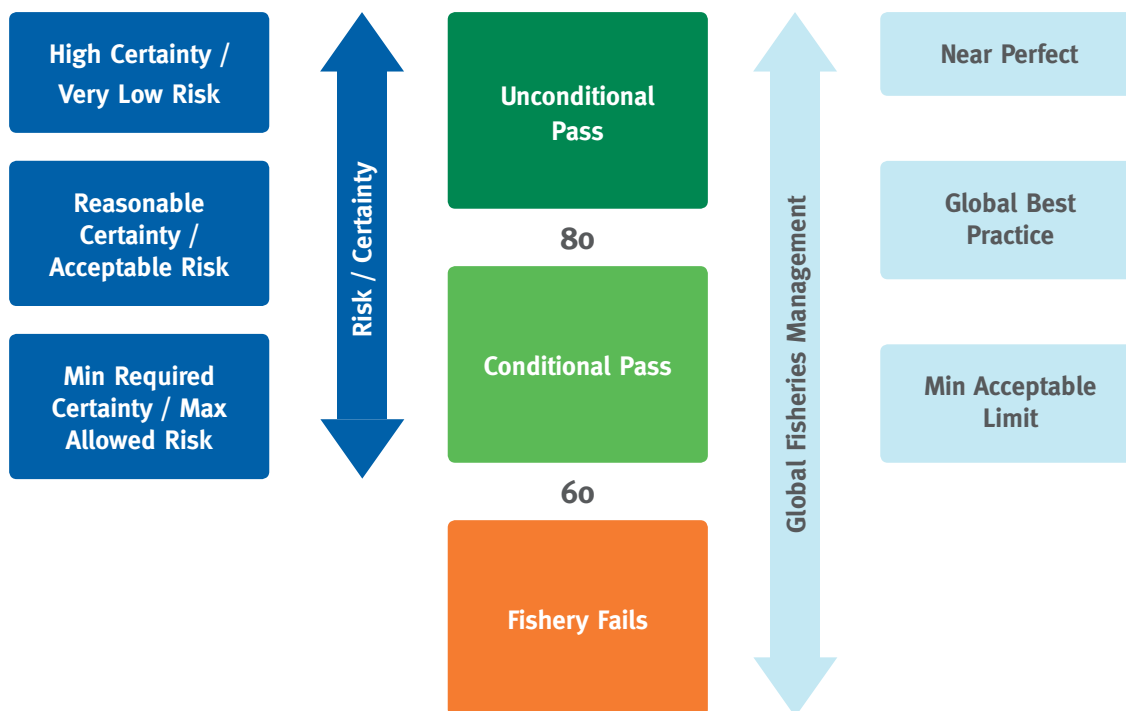 High Certainty /
Very Low Risk
Reasonable
Certainty /
Acceptable Risk
Min Required
Certainty / Max
Allowed Risk
Risk / Certainty
Unconditional
Pass
80
Conditional Pass
60
Fishery Fails
Global Fisheries Management
Near Perfect
Global Best
Practice
Min Acceptable
Limit